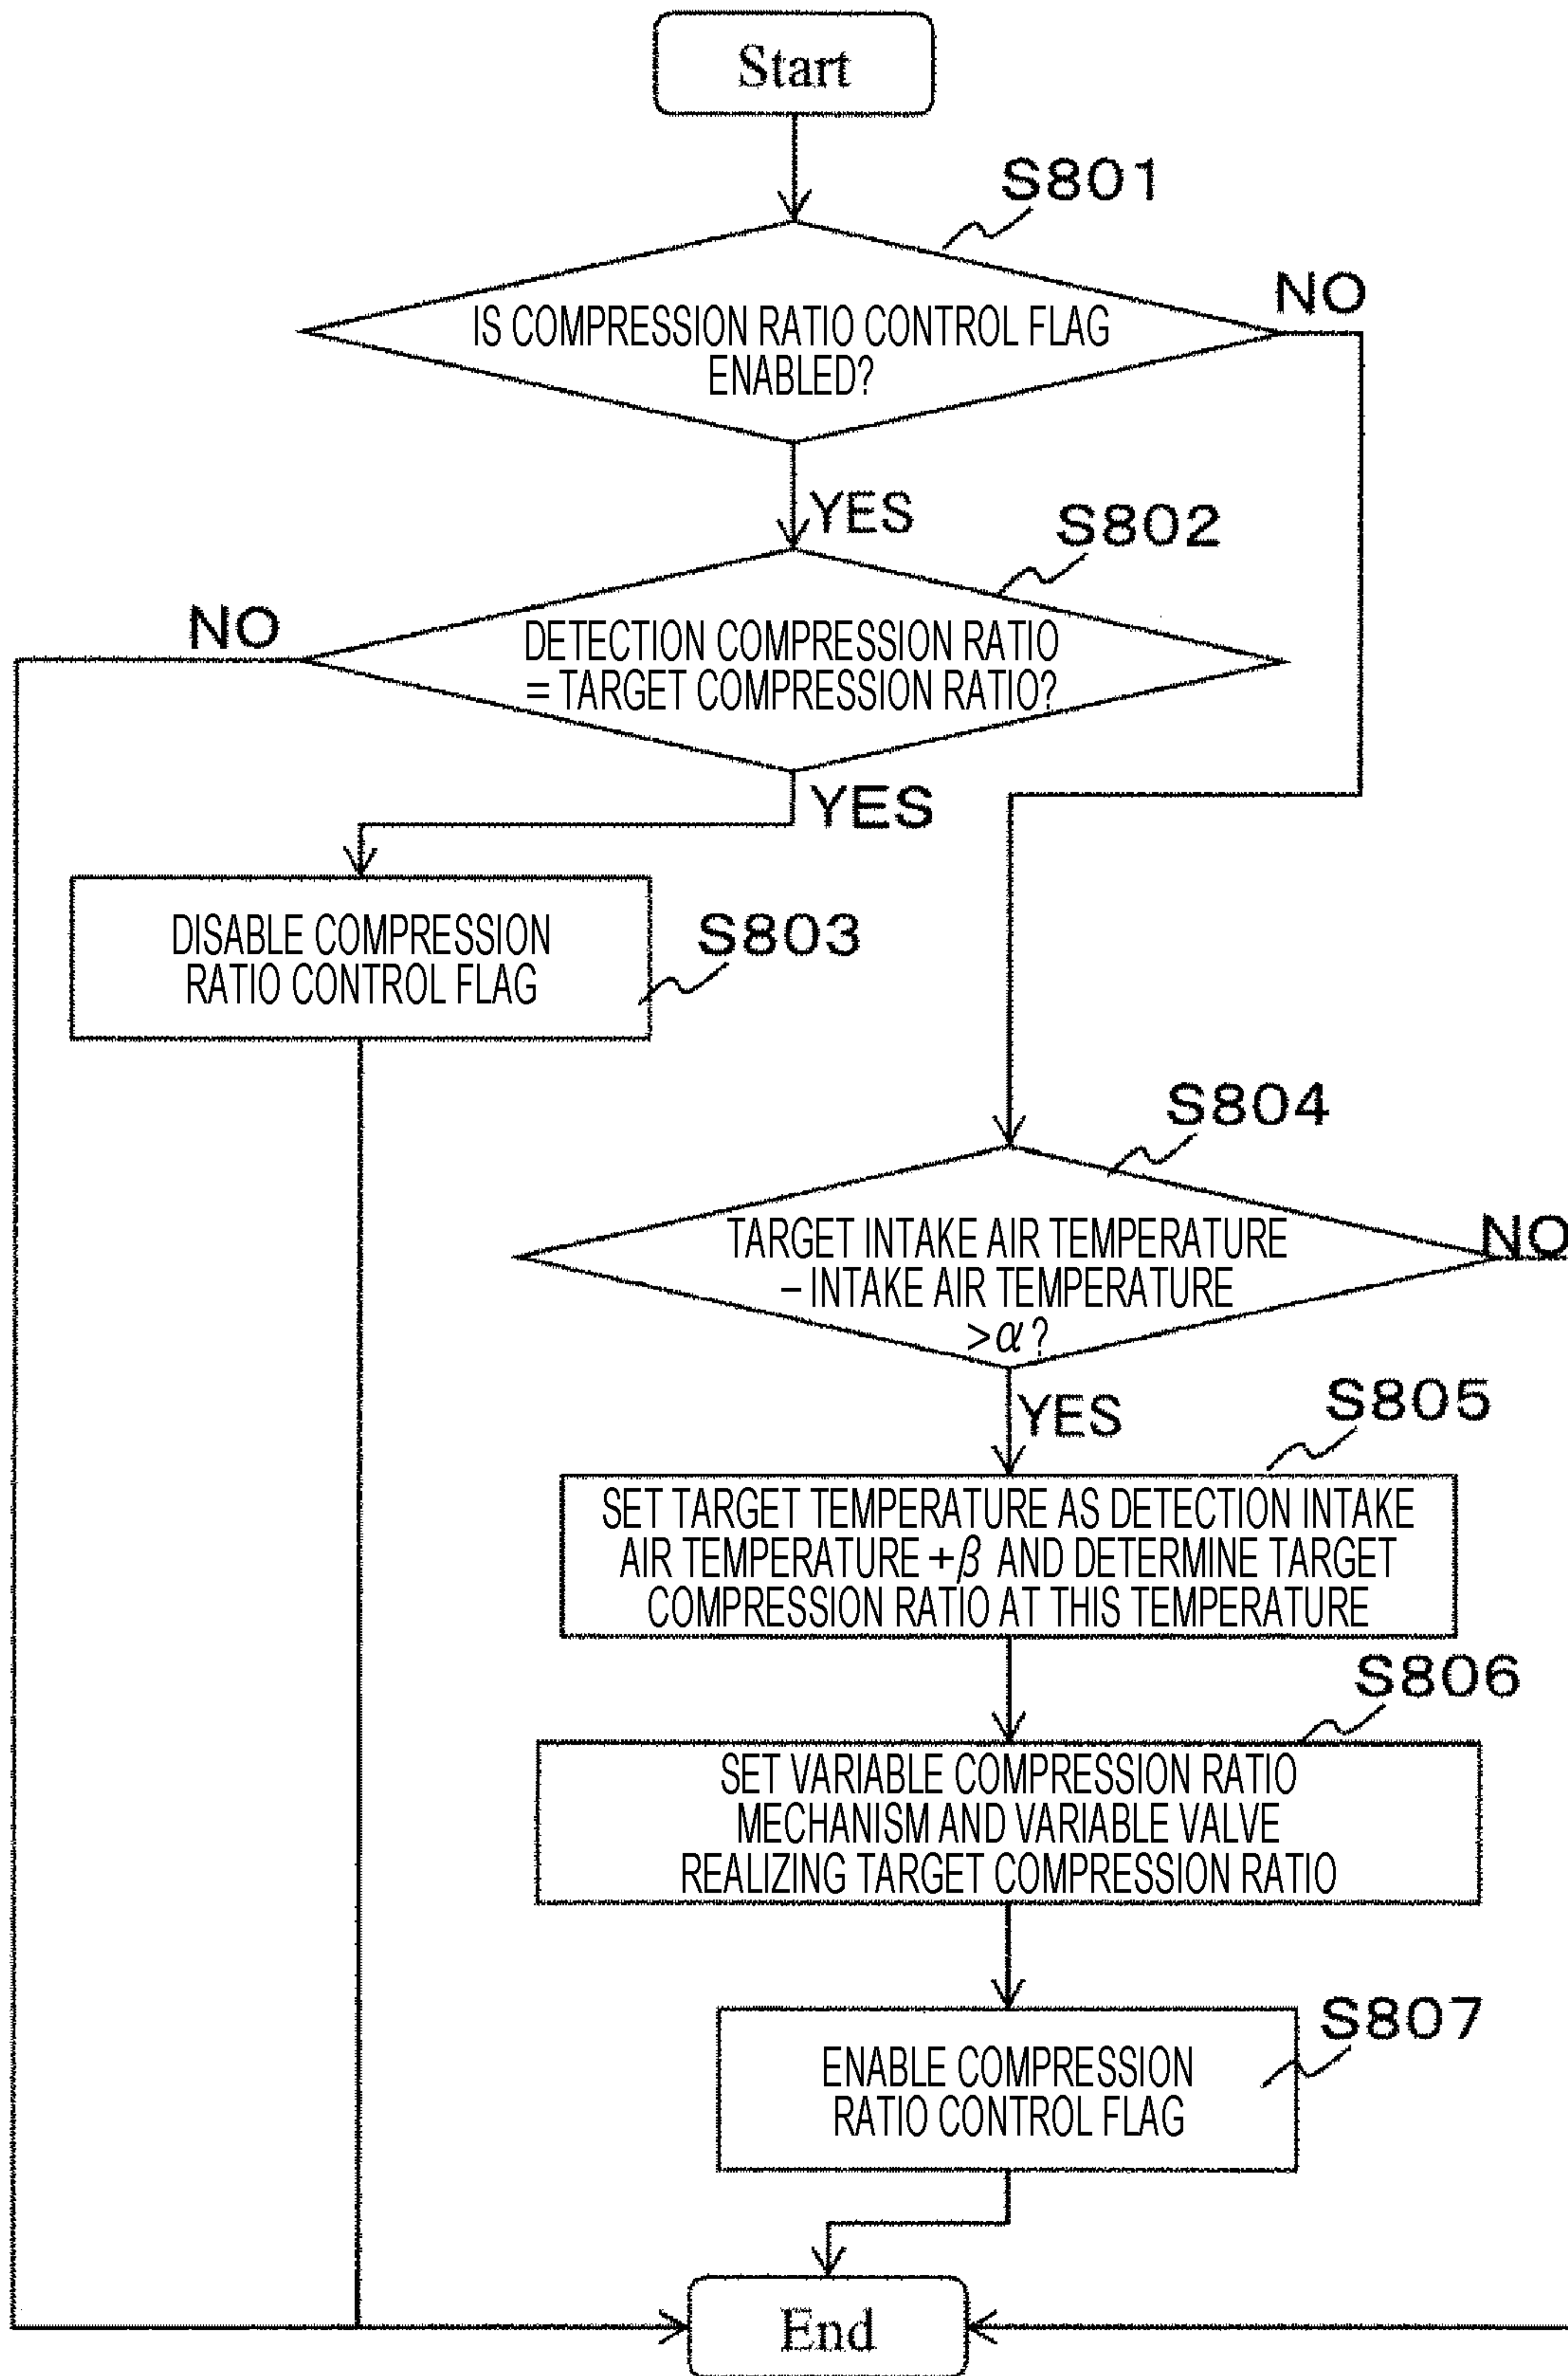 Start
S801
NO
IS COMPRESSION RATIO CONTROL FLAG
ENABLED?
YES
S802
NO
DETECTION COMPRESSION RATIO
= TARGET COMPRESSION RATIO?
YES
DISABLE COMPRESSION
RATIO CONTROL FLAG
S803
S804
TARGET INTAKE AIR TEMPERATURE
– INTAKE AIR TEMPERATURE
>α?
NO
YES
S805
SET TARGET TEMPERATURE AS DETECTION INTAKE
AIR TEMPERATURE +β AND DETERMINE TARGET
COMPRESSION RATIO AT THIS TEMPERATURE
S806
SET VARIABLE COMPRESSION RATIO
MECHANISM AND VARIABLE VALVE
REALIZING TARGET COMPRESSION RATIO
S807
ENABLE COMPRESSION
RATIO CONTROL FLAG
End